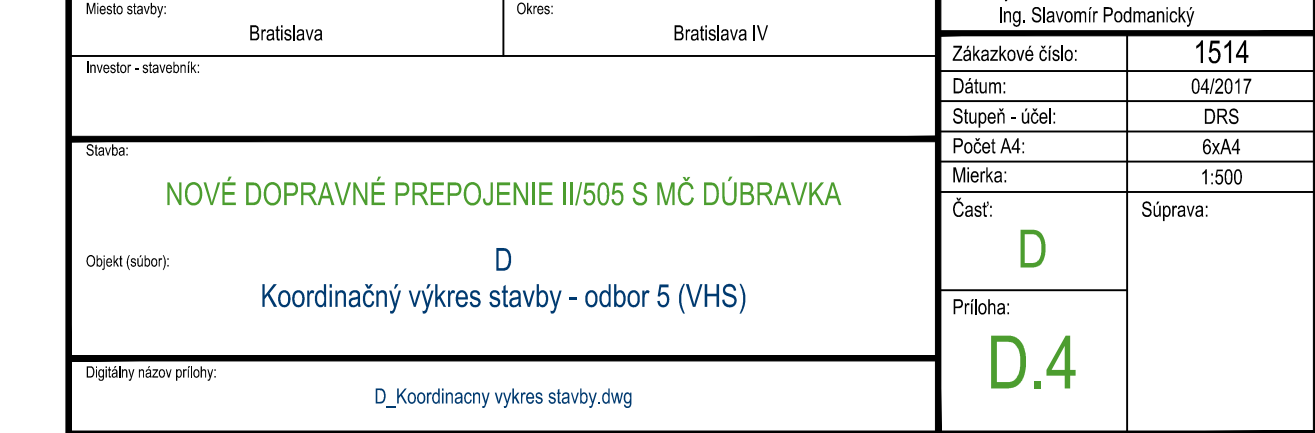 Miesto stavby:
Bratislava
Okres:
Bratislava IV
Investor - stavebník:
Stavba:
NOVÉ DOPRAVNÉ PREPOJENIE II/505 S MČ DÚBRAVKA
Objekt (súbor):
D
Koordinačný výkres stavby - odbor 5 (VHS)
Digitálny názov prílohy:
D_Koordinacny vykres stavby.dwg
Ing. Slavomír Podmanický
Zákazkové číslo: 1514
Dátum: 04/2017
Stupeň - účel: DRS
Počet A4: 6xA4
Mierka: 1:500
Časť:
D
Súprava:
Príloha:
D.4